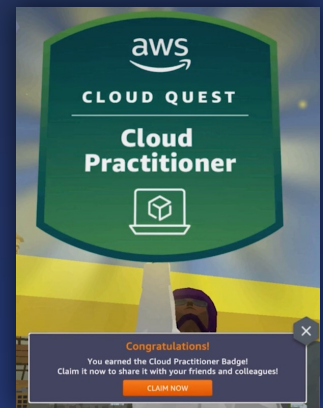 aws
CLOUD QUEST
Cloud
Practitioner
Congratulations!
You earned the Cloud Practitioner Badge!
Claim it now to share it with your friends and colleagues!
CLAIM NOW